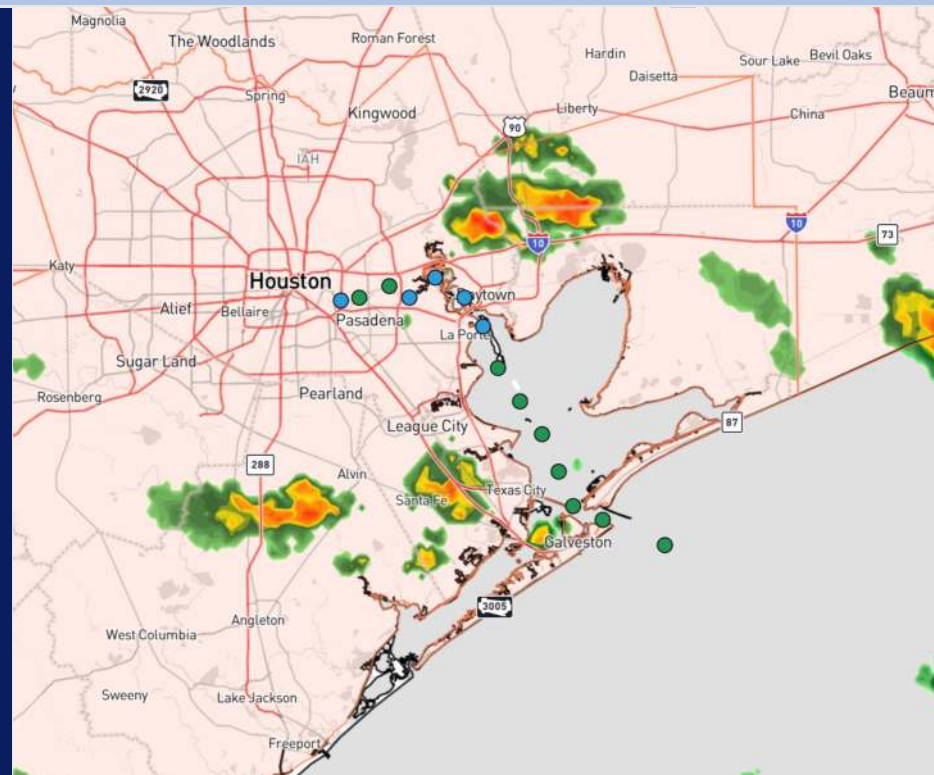 Magnolia
The Woodlands
Roman Forest
Hardin
Bevil Oaks
Sour Lake
Daisetta
2920
Spring
Beaum
Liberty
Kingwood
China
90
IAH
10
73
10
Katy
Houston
Alief
Bellaire
Pasadena
La Porte
Sugar Land
Rosenberg
Pearland
League City
87
288
Alvin
Santa Fe
Texas City
Galveston
3005
Angleton
West Columbia
Sweeny
Lake Jackson
Freeport